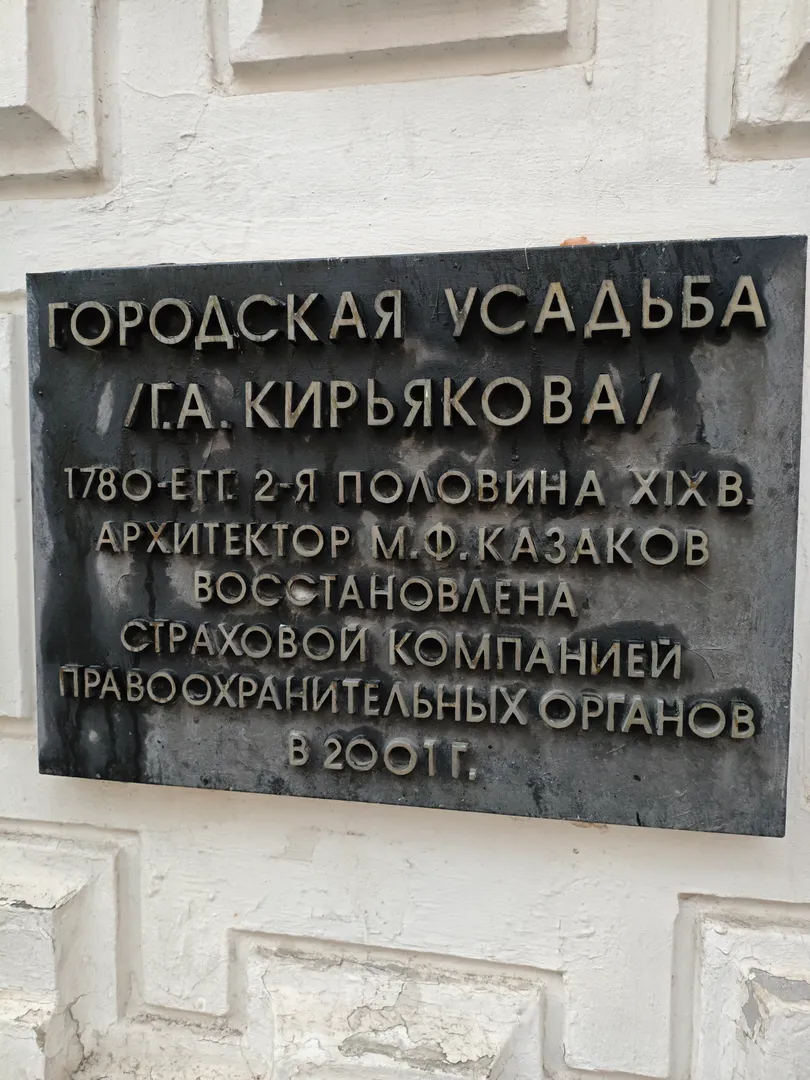 ГОРОДСКАЯ УСАДЬБА
/Г.А. КИРЬЯКОВА/
1780-Е ГГ. 2-Я ПОЛОВИНА XIX В.
АРХИТЕКТОР М.Ф. КАЗАКОВ
ВОССТАНОВЛЕНА
СТРАХОВОЙ КОМПАНИЕЙ
ПРАВООХРАНИТЕЛЬНЫХ ОРГАНОВ
В 2001 Г.